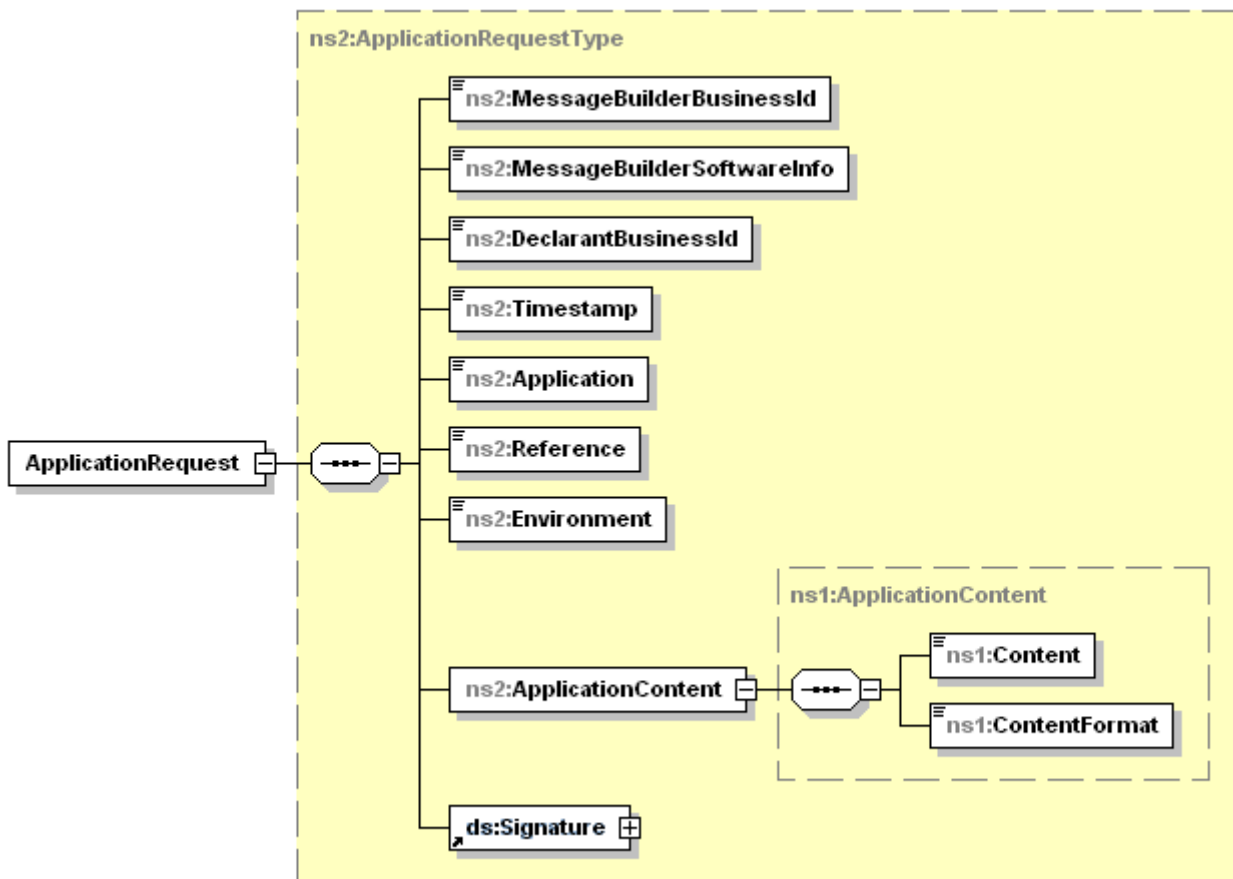 ns2:ApplicationRequestType
ns2:MessageBuilderBusinessId
ns2:MessageBuilderSoftwareInfo
ns2:DeclarantBusinessId
ns2:Timestamp
ns2:Application
ns2:Reference
ApplicationRequest
ns2:Environment
ns1:ApplicationContent
ns1:Content
ns2:ApplicationContent
ns1:ContentFormat
ds:Signature